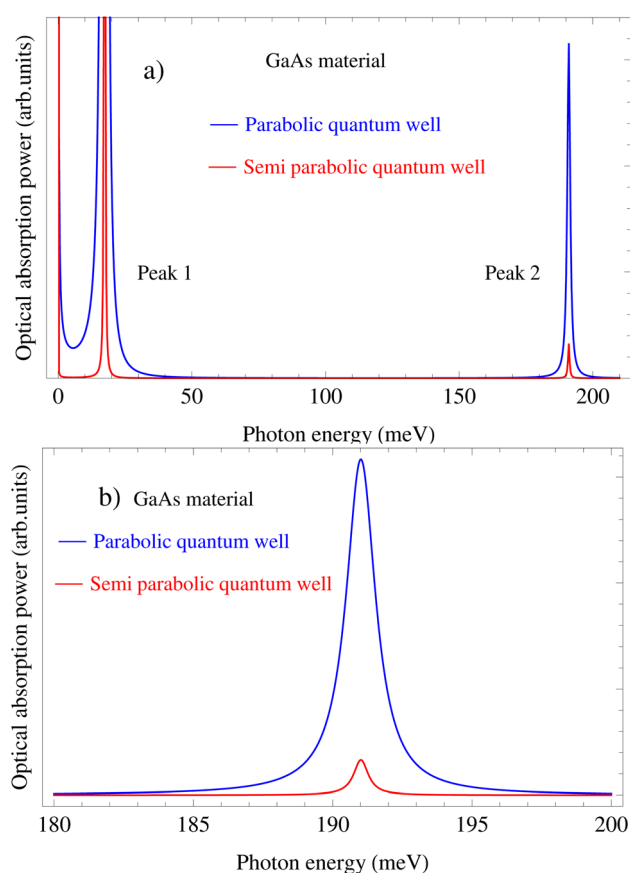 a)
GaAs material
Parabolic quantum well
Semi parabolic quantum well
Peak 1
Peak 2
Optical absorption power (arb.units)
0
50
100
150
200
Photon energy (meV)
b) GaAs material
Parabolic quantum well
Semi parabolic quantum well
Optical absorption power (arb.units)
180
185
190
195
200
Photon energy (meV)